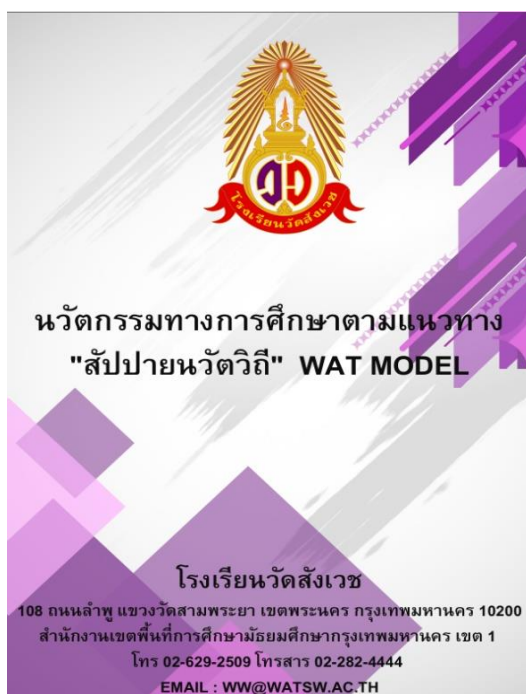 โรงเรียนวัดสังเวช
นวัตกรรมทางการศึกษาตามแนวทาง
"สัปปายนวัตวิถี" WAT MODEL
โรงเรียนวัดสังเวช
108 ถนนลำพู แขวงวัดสามพระยา เขตพระนคร กรุงเทพมหานคร 10200
สำนักงานเขตพื้นที่การศึกษามัธยมศึกษากรุงเทพมหานคร เขต 1
โทร 02-629-2509 โทรสาร 02-282-4444
EMAIL : WW@WATSW.AC.TH